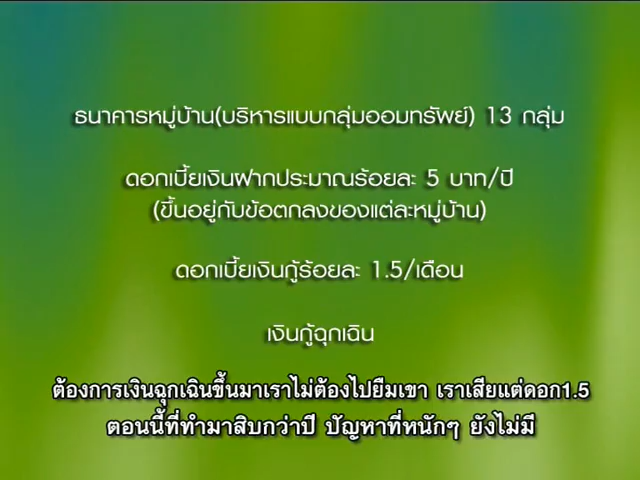 ธนาคารหมู่บ้าน(บริหารแบบกลุ่มออมทรัพย์) 13 กลุ่ม
ดอกเบี้ยเงินฝากประมาณร้อยละ 5 บาท/ปี
(ขึ้นอยู่กับข้อตกลงของแต่ละหมู่บ้าน)
ดอกเบี้ยเงินกู้ร้อยละ 1.5/เดือน
เงินกู้ฉุกเฉิน
ต้องการเงินฉุกเฉินขึ้นมาเราไม่ต้องไปยืมเขา เราเสียแต่ดอก1.5
ตอนนี้ที่ทำมาสิบกว่าปี ปัญหาที่หนักๆ ยังไม่มี